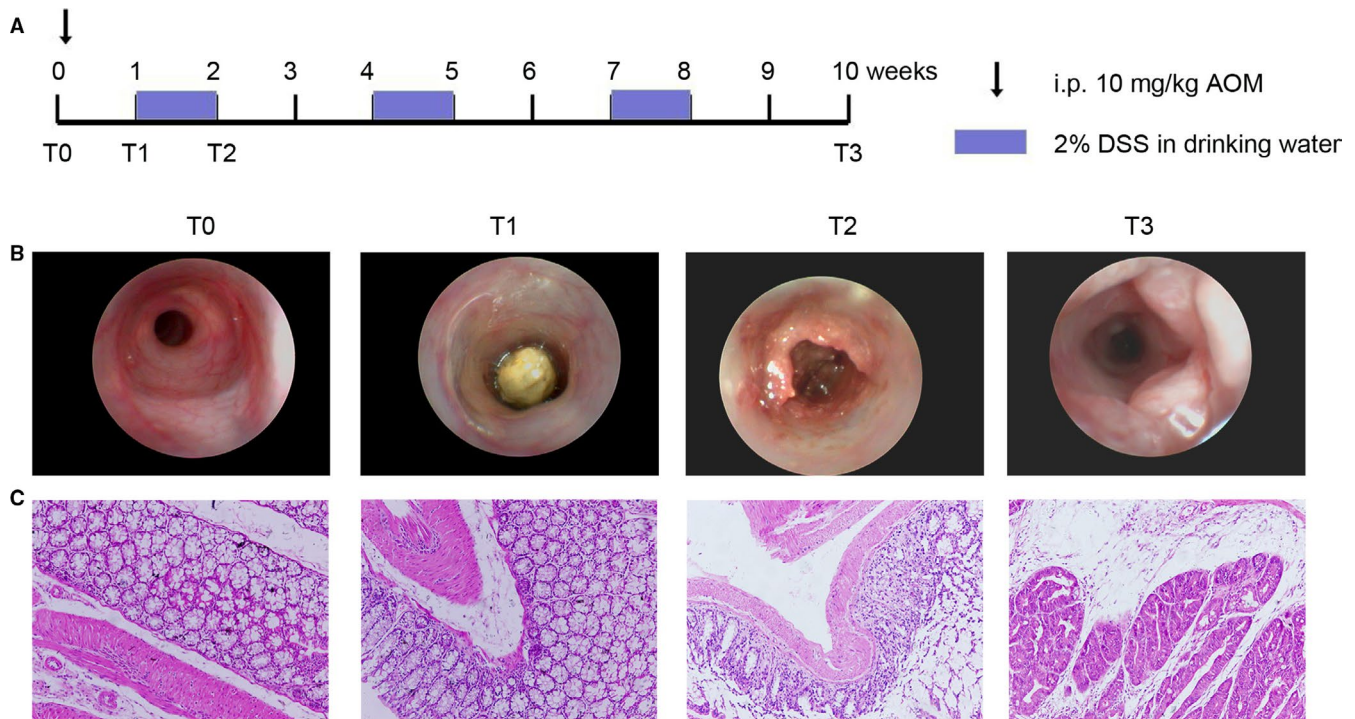 A
0 1 2 3 4 5 6 7 8 9 10 weeks
i.p. 10 mg/kg AOM
T0 T1 T2 T3
2% DSS in drinking water
T0 T1 T2 T3
B
C